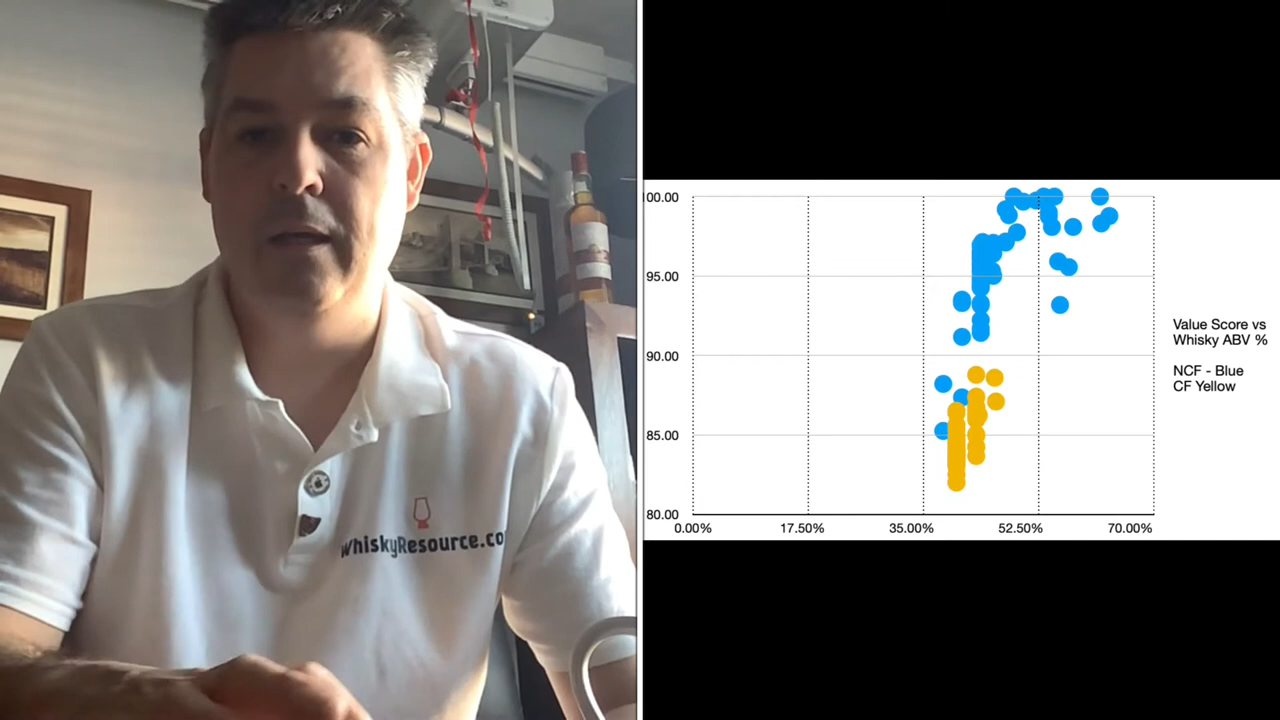 WhiskyResource.co
100.00
95.00
90.00
85.00
80.00
0.00%
17.50%
35.00%
52.50%
70.00%
Value Score vs
Whisky ABV %
NCF - Blue
CF Yellow